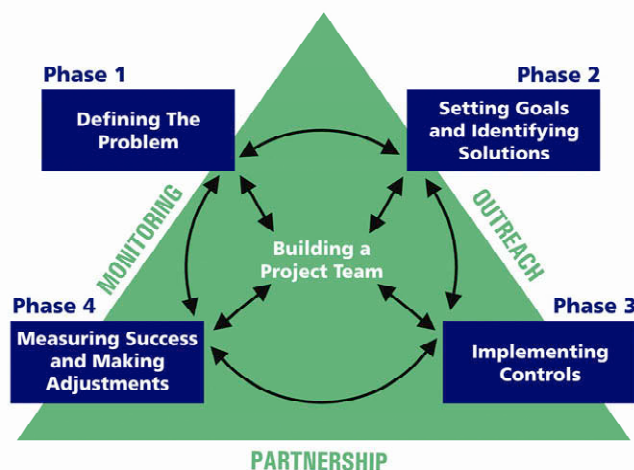 Phase 1
Defining The
Problem
Phase 2
Setting Goals
and Identifying
Solutions
MONITORING
OUTREACH
Building a
Project Team
Phase 4
Measuring Success
and Making
Adjustments
Phase 3
Implementing
Controls
PARTNERSHIP